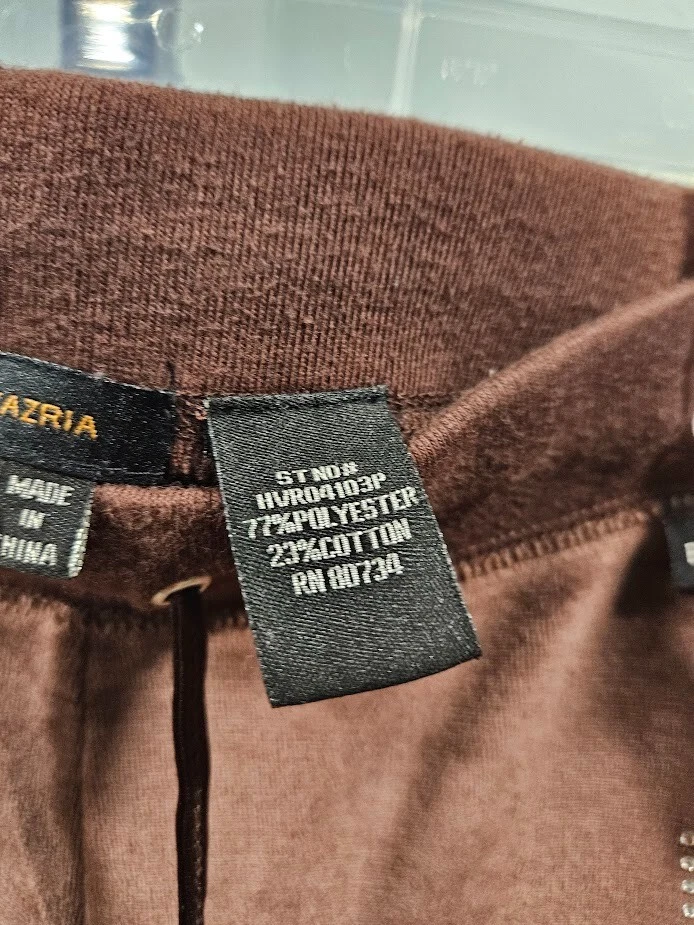 AZRIA
MADE
IN
CHINA
ST NO#
HVR04103P
77%POLYESTER
23%COTTON
RN 80734